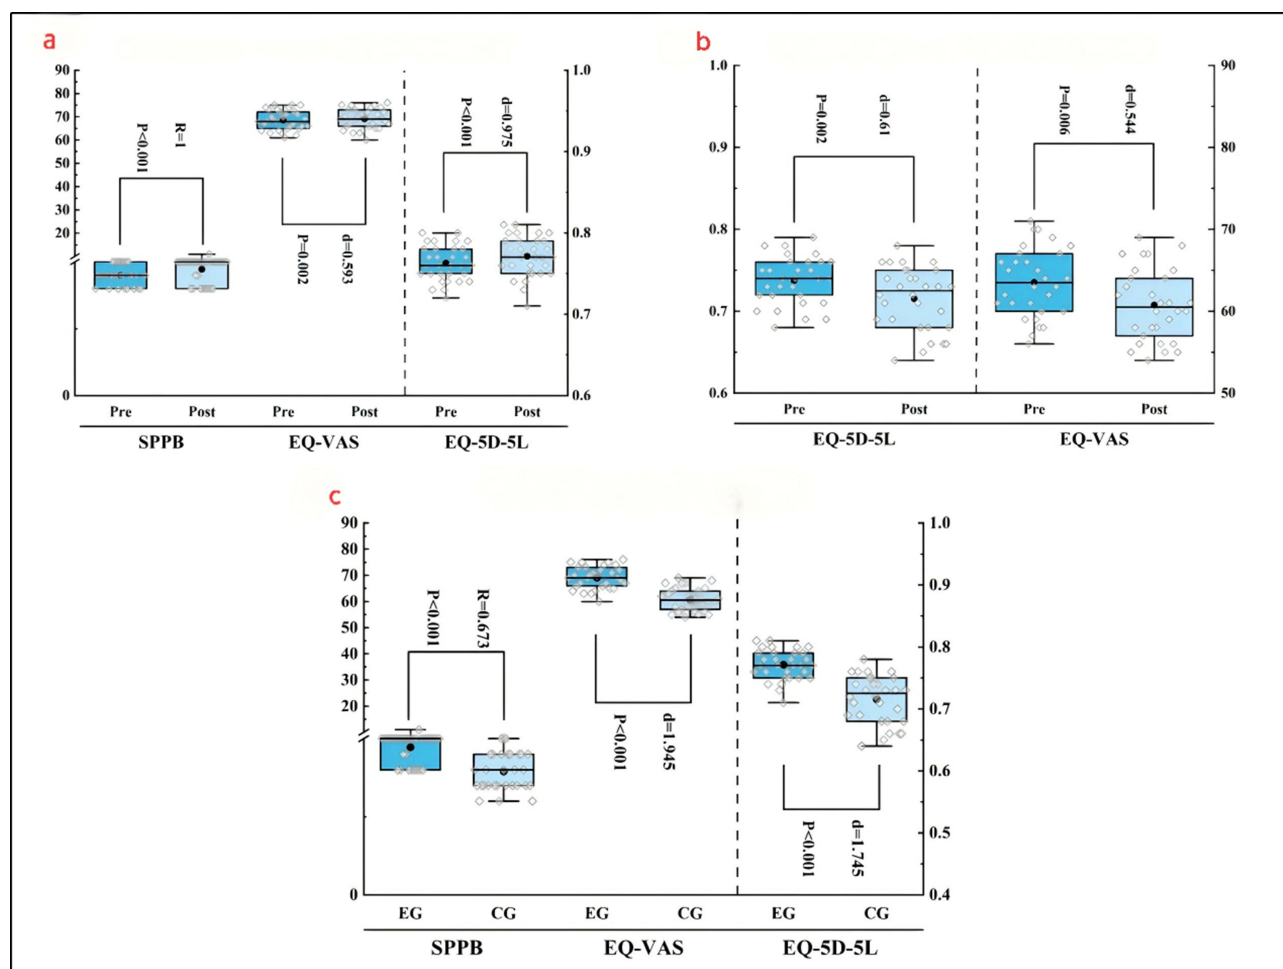 a
90
80
70
60
50
40
30
20
0
1.0
0.9
0.8
0.7
0.6
P<0.001
R=1
P=0.002
d=0.593
P<0.001
d=0.975
Pre
Post
Pre
Post
Pre
Post
SPPB
EQ-VAS
EQ-5D-5L
b
1.0
0.9
0.8
0.7
0.6
90
80
70
60
50
P=0.002
d=0.61
P=0.006
d=0.544
Pre
Post
Pre
Post
EQ-5D-5L
EQ-VAS
c
90
80
70
60
50
40
30
20
0
1.0
0.9
0.8
0.7
0.6
0.5
0.4
P<0.001
R=0.673
P<0.001
d=1.945
P<0.001
d=1.745
EG
CG
EG
CG
EG
CG
SPPB
EQ-VAS
EQ-5D-5L